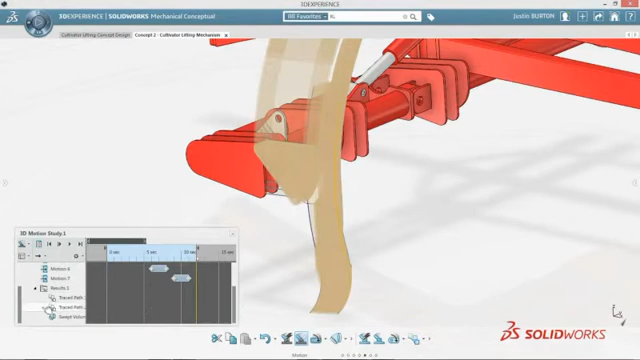 3DEXPERIENCE
3DEXPERIENCE | SOLIDWORKS Mechanical Conceptual
Favorites
Justin BURTON
Cultivator Lifting Concept Design
Concept 2 - Cultivator Lifting Mechanism
3D Motion Study.1
0 sec
5 sec
10 sec
15 sec
Motion.6
Motion.7
Results.1
Traced Path
Traced Path
Swept Volum
SOLIDWORKS
Motion